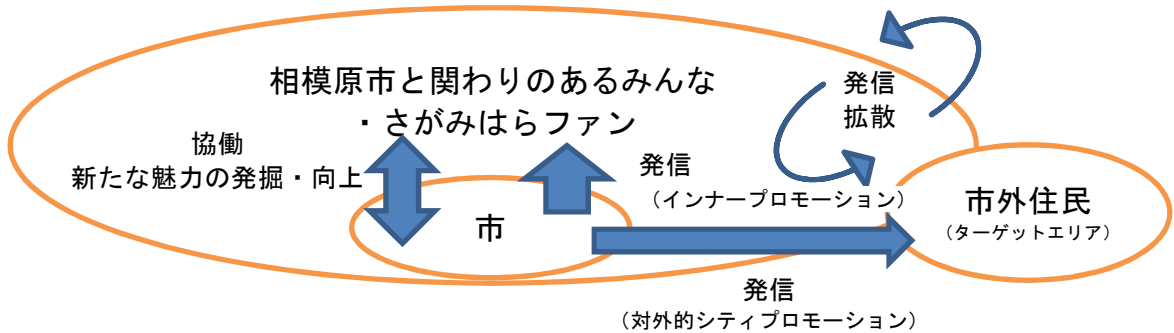 相模原市と関わりのあるみんな
・さがみはらファン
発信
拡散
協働
新たな魅力の発掘・向上
発信
（インナープロモーション）
市
市外住民
（ターゲットエリア）
発信
（対外的シティプロモーション）